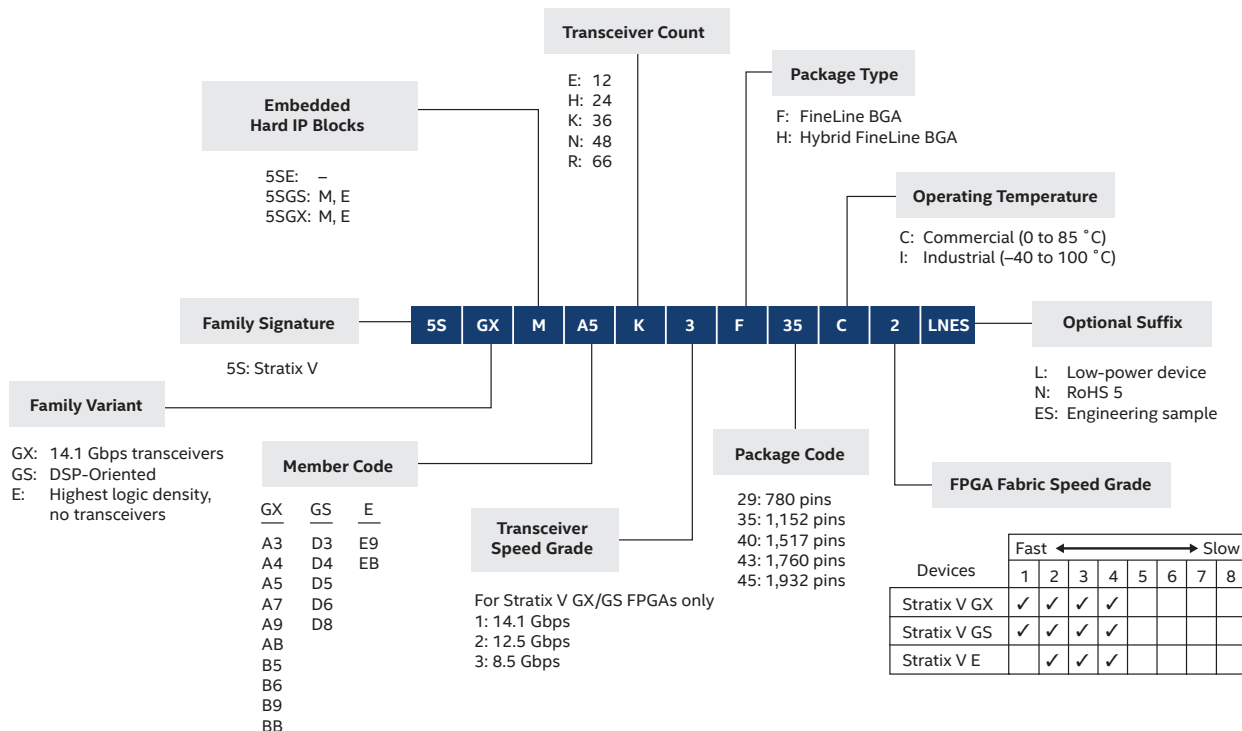 Transceiver Count
E: 12
H: 24
K: 36
N: 48
R: 66
Package Type
F: FineLine BGA
H: Hybrid FineLine BGA
Embedded
Hard IP Blocks
5SE: –
5SGS: M, E
5SGX: M, E
Operating Temperature
C: Commercial (0 to 85 ˚C)
I: Industrial (–40 to 100 ˚C)
Family Signature
5S: Stratix V
5S GX M A5 K 3 F 35 C 2 LNES
Optional Suffix
L: Low-power device
N: RoHS 5
ES: Engineering sample
Family Variant
GX: 14.1 Gbps transceivers
GS: DSP-Oriented
E: Highest logic density,
no transceivers
Member Code
GX GS E
A3 D3 E9
A4 D4 EB
A5 D5
A7 D6
A9 D8
AB
B5
B6
B9
BB
Transceiver
Speed Grade
For Stratix V GX/GS FPGAs only
1: 14.1 Gbps
2: 12.5 Gbps
3: 8.5 Gbps
Package Code
29: 780 pins
35: 1,152 pins
40: 1,517 pins
43: 1,760 pins
45: 1,932 pins
FPGA Fabric Speed Grade
Fast Slow
Devices 1 2 3 4 5 6 7 8
Stratix V GX ✓ ✓ ✓ ✓
Stratix V GS ✓ ✓ ✓ ✓
Stratix V E ✓ ✓ ✓